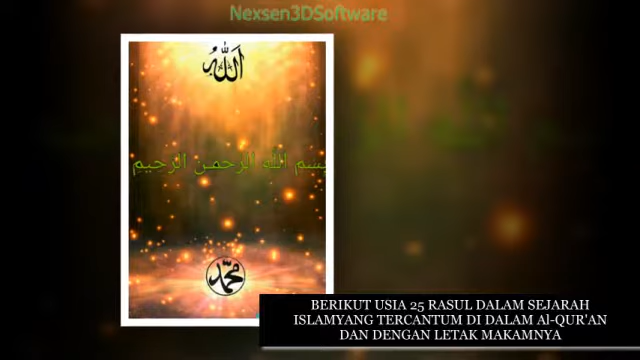 Nexsen3DSoftware
الله
بسم الله الرحمن الرحيم
محمد
BERIKUT USIA 25 RASUL DALAM SEJARAH
ISLAMYANG TERCANTUM DI DALAM Al-QUR'AN
DAN DENGAN LETAK MAKAMNYA